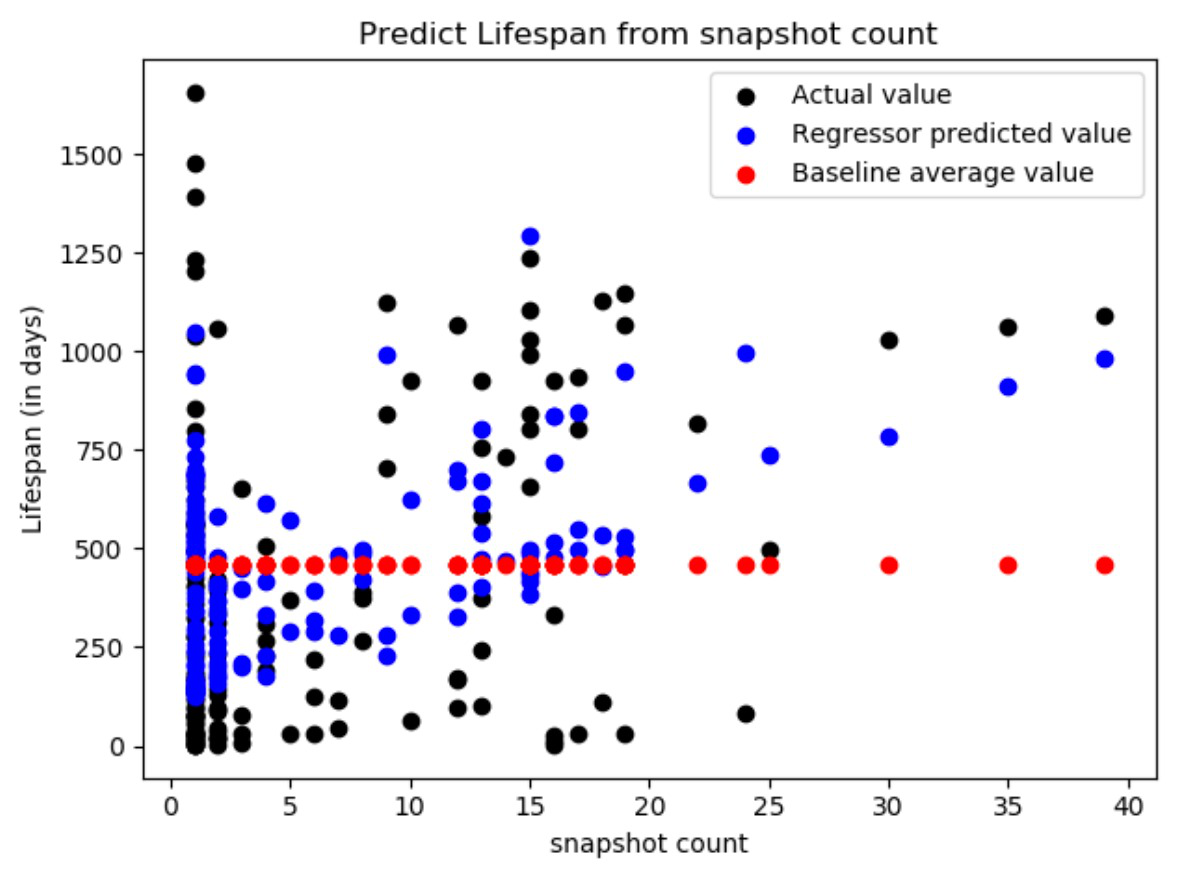 Predict Lifespan from snapshot count
Actual value
Regressor predicted value
Baseline average value
Lifespan (in days)
1500
1250
1000
750
500
250
0
0 5 10 15 20 25 30 35 40
snapshot count